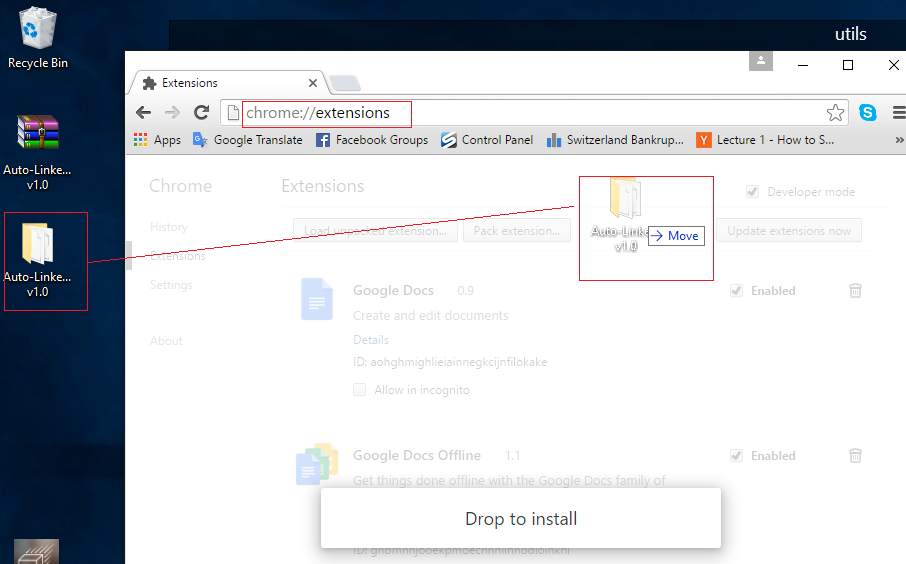 utils
Recycle Bin
Auto-Linke...
v1.0
Auto-Linke...
v1.0
Extensions
chrome://extensions
Apps
Google Translate
Facebook Groups
Control Panel
Switzerland Bankrup...
Lecture 1 - How to S...
»
Chrome
History
Extensions
Settings
About
Extensions
Developer mode
Load unpacked extension...
Pack extension...
Update extensions now
Auto-Linke
v1.0
Move
Google Docs 0.9
Enabled
Create and edit documents
Details
ID: aohghmighlieiainnegkcijnfilokake
Allow in incognito
Google Docs Offline 1.1
Enabled
Get things done offline with the Google Docs family of
Drop to install